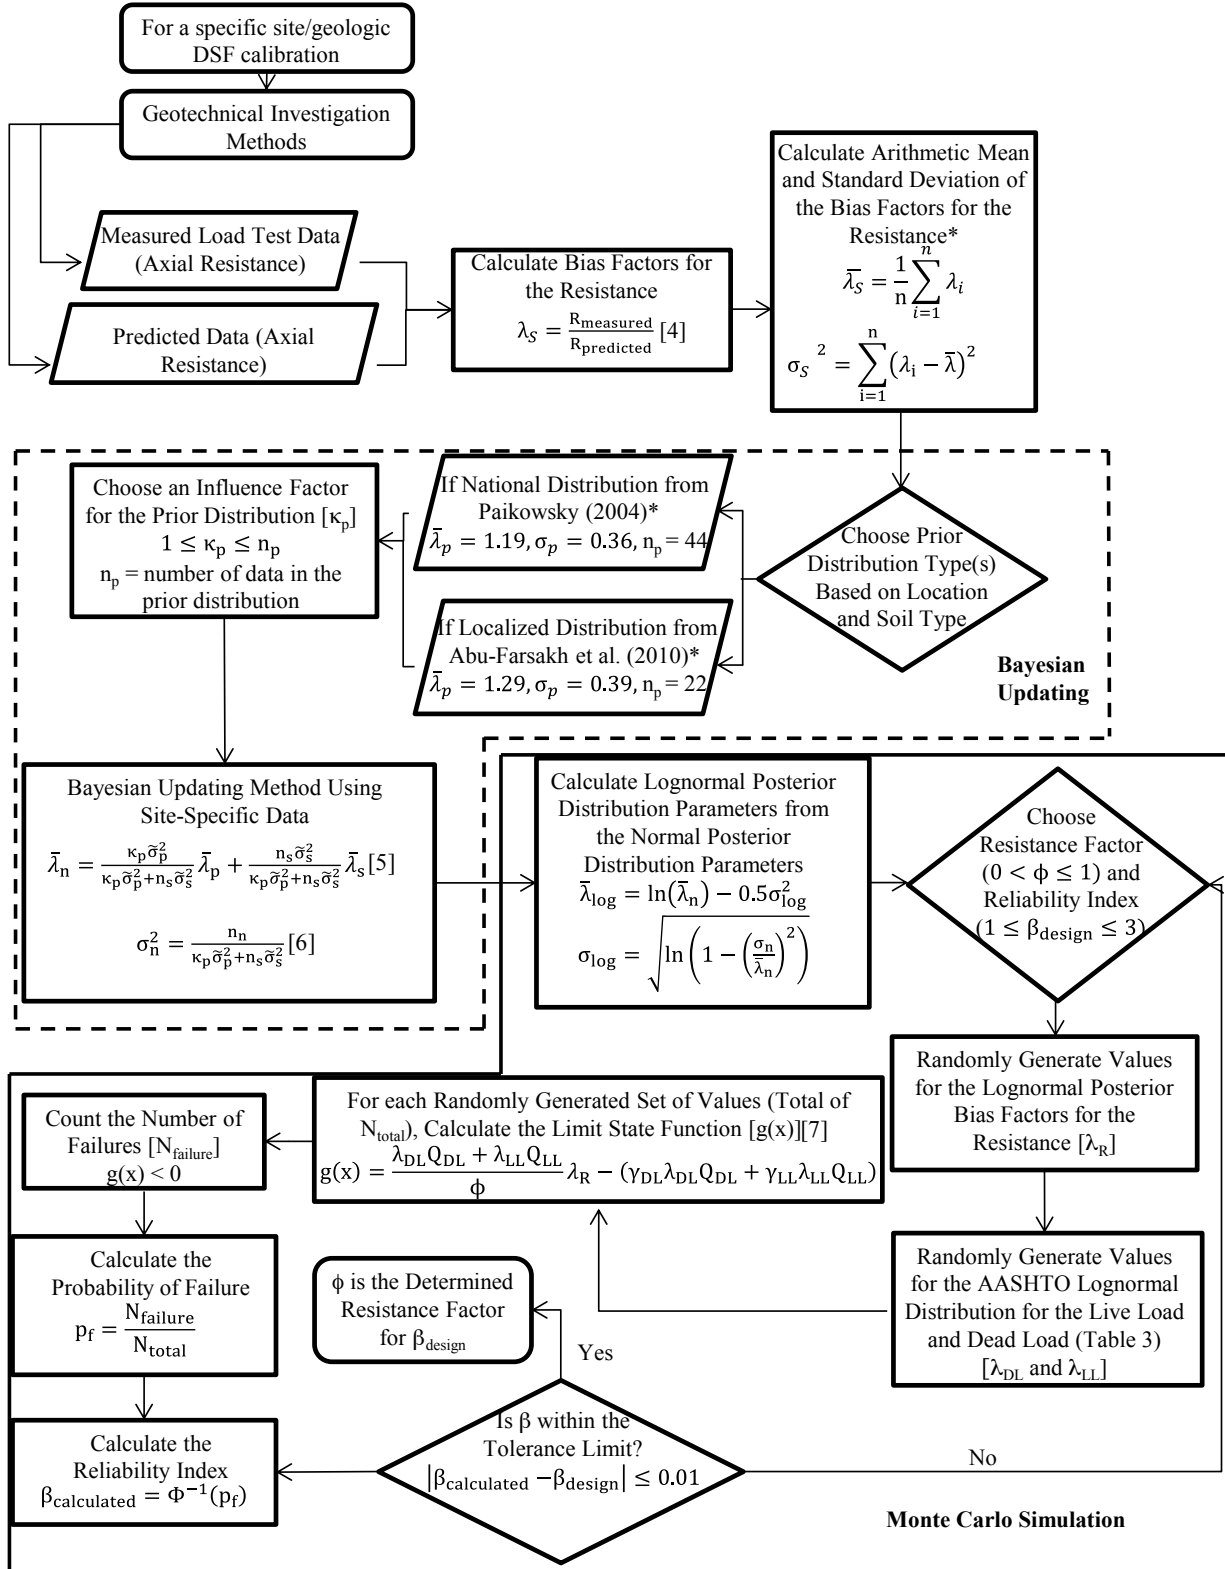 For a specific site/geologic
DSF calibration
Geotechnical Investigation
Methods
Measured Load Test Data
(Axial Resistance)
Predicted Data (Axial
Resistance)
Calculate Bias Factors for
the Resistance
λ_S = R_measured / R_predicted [4]
Calculate Arithmetic Mean
and Standard Deviation of
the Bias Factors for the
Resistance*
λ̄_S = 1/n ∑_{i=1}^{n} λ_i
σ_S² = ∑_{i=1}^{n} (λ_i − λ̄)²
Choose Prior
Distribution Type(s)
Based on Location
and Soil Type
If National Distribution from
Paikowsky (2004)*
λ̄_p = 1.19, σ_p = 0.36, n_p = 44
If Localized Distribution from
Abu-Farsakh et al. (2010)*
λ̄_p = 1.29, σ_p = 0.39, n_p = 22
Choose an Influence Factor
for the Prior Distribution [κ_p]
1 ≤ κ_p ≤ n_p
n_p = number of data in the
prior distribution
Bayesian
Updating
Bayesian Updating Method Using
Site-Specific Data
λ̄_n = κ_p σ̃_p² / (κ_p σ̃_p² + n_s σ̃_s²) λ̄_p + n_s σ̃_s² / (κ_p σ̃_p² + n_s σ̃_s²) λ̄_s [5]
σ_n² = n_n / (κ_p σ̃_p² + n_s σ̃_s²) [6]
Calculate Lognormal Posterior
Distribution Parameters from
the Normal Posterior
Distribution Parameters
λ̄_log = ln(λ̄_n) − 0.5σ_log²
σ_log = √(ln(1 − (σ_n / λ̄_n)²))
Choose
Resistance Factor
(0 < ϕ ≤ 1) and
Reliability Index
(1 ≤ β_design ≤ 3)
Randomly Generate Values
for the Lognormal Posterior
Bias Factors for the
Resistance [λ_R]
Randomly Generate Values
for the AASHTO Lognormal
Distribution for the Live Load
and Dead Load (Table 3)
[λ_DL and λ_LL]
For each Randomly Generated Set of Values (Total of
N_total), Calculate the Limit State Function [g(x)][7]
g(x) = (λ_DL Q_DL + λ_LL Q_LL) / ϕ λ_R − (γ_DL λ_DL Q_DL + γ_LL λ_LL Q_LL)
Count the Number of
Failures [N_failure]
g(x) < 0
Calculate the
Probability of Failure
p_f = N_failure / N_total
Calculate the
Reliability Index
β_calculated = Φ⁻¹(p_f)
Is β within the
Tolerance Limit?
|β_calculated − β_design| ≤ 0.01
Yes
ϕ is the Determined
Resistance Factor
for β_design
No
Monte Carlo Simulation